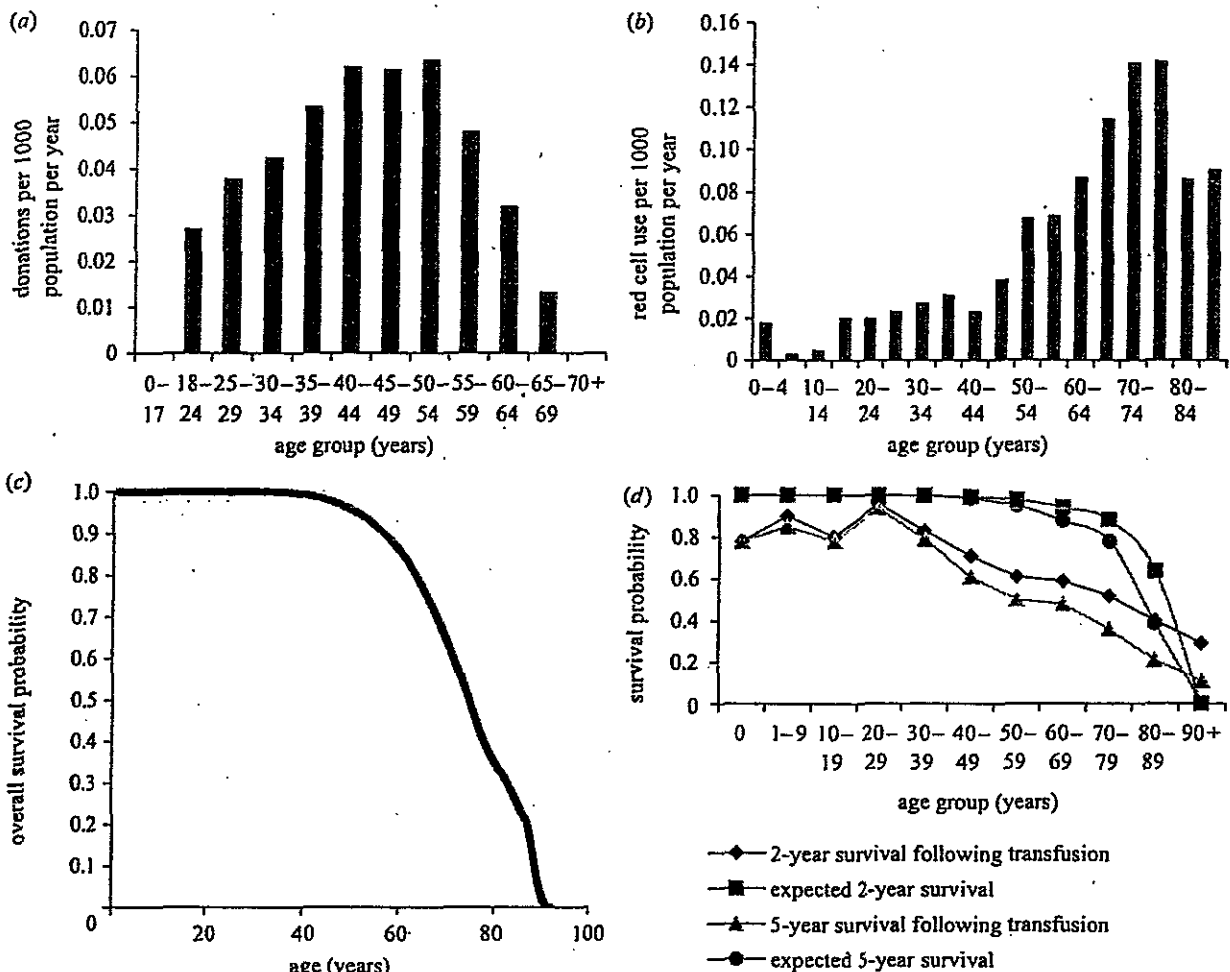 (a)
donations per 1000
population per year
0.07
0.06
0.05
0.04
0.03
0.02
0.01
0
0– 18– 25– 30– 35– 40– 45– 50– 55– 60– 65– 70+
17 24 29 34 39 44 49 54 59 64 69
age group (years)
(b)
red cell use per 1000
population per year
0.16
0.14
0.12
0.10
0.08
0.06
0.04
0.02
0
0–4 10– 20– 30– 40– 50– 60– 70– 80–
14 24 34 44 54 64 74 84
age group (years)
(c)
overall survival probability
1.0
0.9
0.8
0.7
0.6
0.5
0.4
0.3
0.2
0.1
0
20 40 60 80 100
age (years)
(d)
survival probability
1.0
0.8
0.6
0.4
0.2
0
0 1–9 10– 20– 30– 40– 50– 60– 70– 80– 90+
19 29 39 49 59 69 79 89
age group (years)
2-year survival following transfusion
expected 2-year survival
5-year survival following transfusion
expected 5-year survival